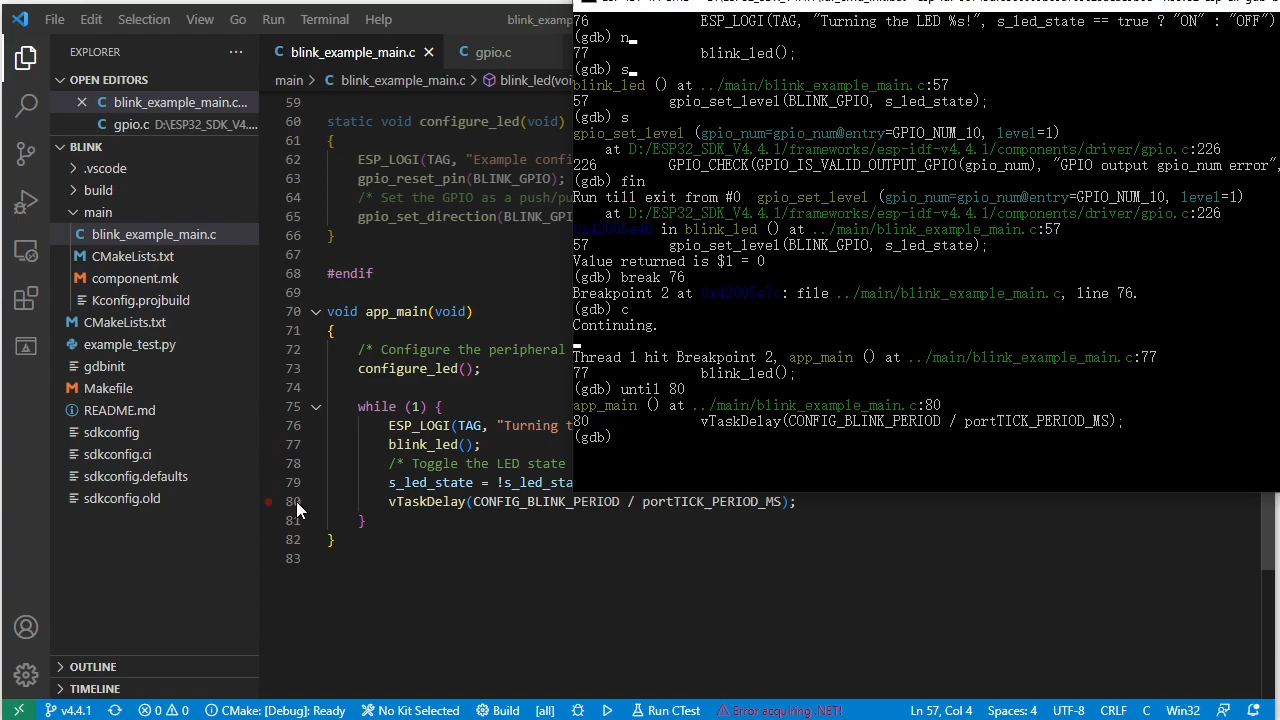 File Edit Selection View Go Run Terminal Help blink_examp
EXPLORER
OPEN EDITORS
blink_example_main.c...
gpio.c D:\ESP32_SDK_V4....
BLINK
.vscode
build
main
blink_example_main.c
CMakeLists.txt
component.mk
Kconfig.projbuild
CMakeLists.txt
example_test.py
gdbinit
Makefile
README.md
sdkconfig
sdkconfig.ci
sdkconfig.defaults
sdkconfig.old
OUTLINE
TIMELINE
blink_example_main.c gpio.c
main > blink_example_main.c > blink_led(voi
59
60 static void configure_led(void)
61 {
62 ESP_LOGI(TAG, "Example confi
63 gpio_reset_pin(BLINK_GPIO);
64 /* Set the GPIO as a push/pu
65 gpio_set_direction(BLINK_GPI
66 }
67
68 #endif
69
70 void app_main(void)
71 {
72 /* Configure the peripheral
73 configure_led();
74
75 while (1) {
76 ESP_LOGI(TAG, "Turning t
77 blink_led();
78 /* Toggle the LED state
79 s_led_state = !s_led_sta
80 vTaskDelay(CONFIG_BLINK_PERIOD / portTICK_PERIOD_MS);
81 }
82 }
83
76 ESP_LOGI(TAG, "Turning the LED %s!", s_led_state == true ? "ON" : "OFF")
(gdb) n
77 blink_led();
(gdb) s
blink_led () at ../main/blink_example_main.c:57
57 gpio_set_level(BLINK_GPIO, s_led_state);
(gdb) s
gpio_set_level (gpio_num=gpio_num@entry=GPIO_NUM_10, level=1)
at D:/ESP32_SDK_V4.4.1/frameworks/esp-idf-v4.4.1/components/driver/gpio.c:226
226 GPIO_CHECK(GPIO_IS_VALID_OUTPUT_GPIO(gpio_num), "GPIO output gpio_num error",
(gdb) fin
Run till exit from #0 gpio_set_level (gpio_num=gpio_num@entry=GPIO_NUM_10, level=1)
at D:/ESP32_SDK_V4.4.1/frameworks/esp-idf-v4.4.1/components/driver/gpio.c:226
in blink_led () at ../main/blink_example_main.c:57
57 gpio_set_level(BLINK_GPIO, s_led_state);
Value returned is $1 = 0
(gdb) break 76
Breakpoint 2 at 0x42005e7c: file ../main/blink_example_main.c, line 76.
(gdb) c
Continuing.
Thread 1 hit Breakpoint 2, app_main () at ../main/blink_example_main.c:77
77 blink_led();
(gdb) until 80
app_main () at ../main/blink_example_main.c:80
80 vTaskDelay(CONFIG_BLINK_PERIOD / portTICK_PERIOD_MS);
(gdb)
v4.4.1 0 0 CMake: [Debug]: Ready No Kit Selected Build [all] Run CTest Error acquiring .NET! Ln 57, Col 4 Spaces: 4 UTF-8 CRLF C Win32